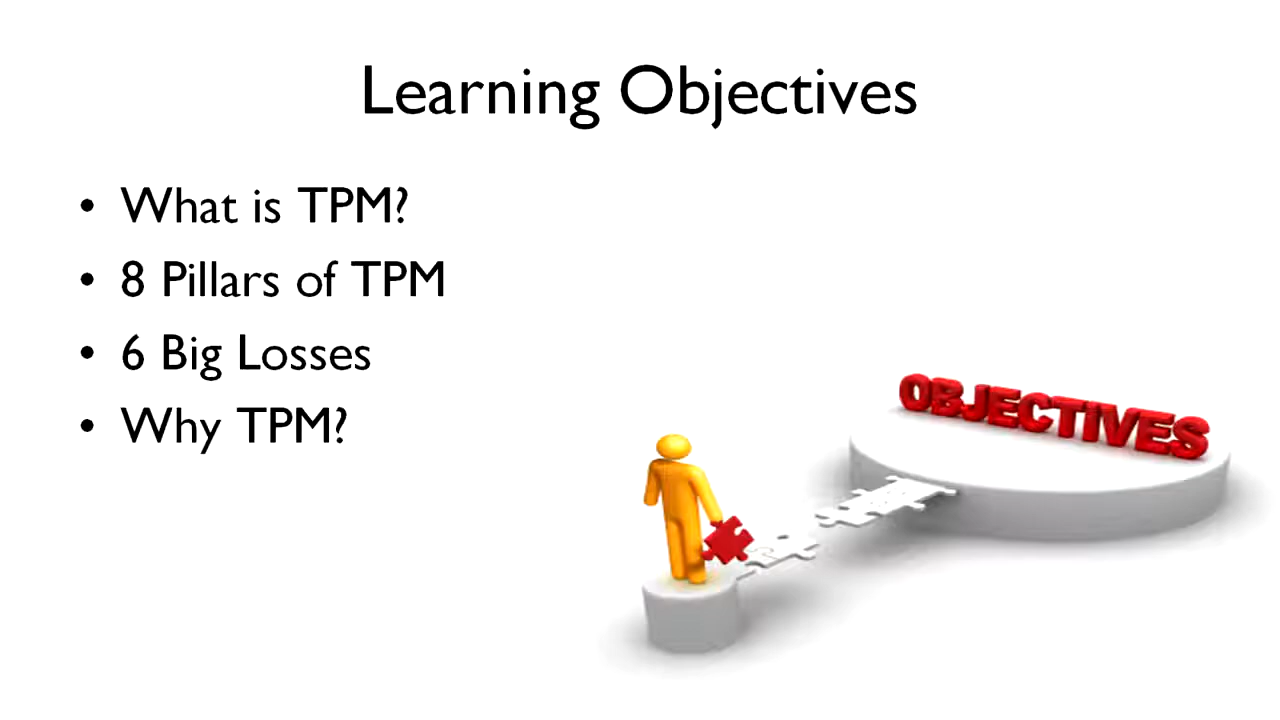 Learning Objectives
• What is TPM?
• 8 Pillars of TPM
• 6 Big Losses
• Why TPM?
OBJECTIVES